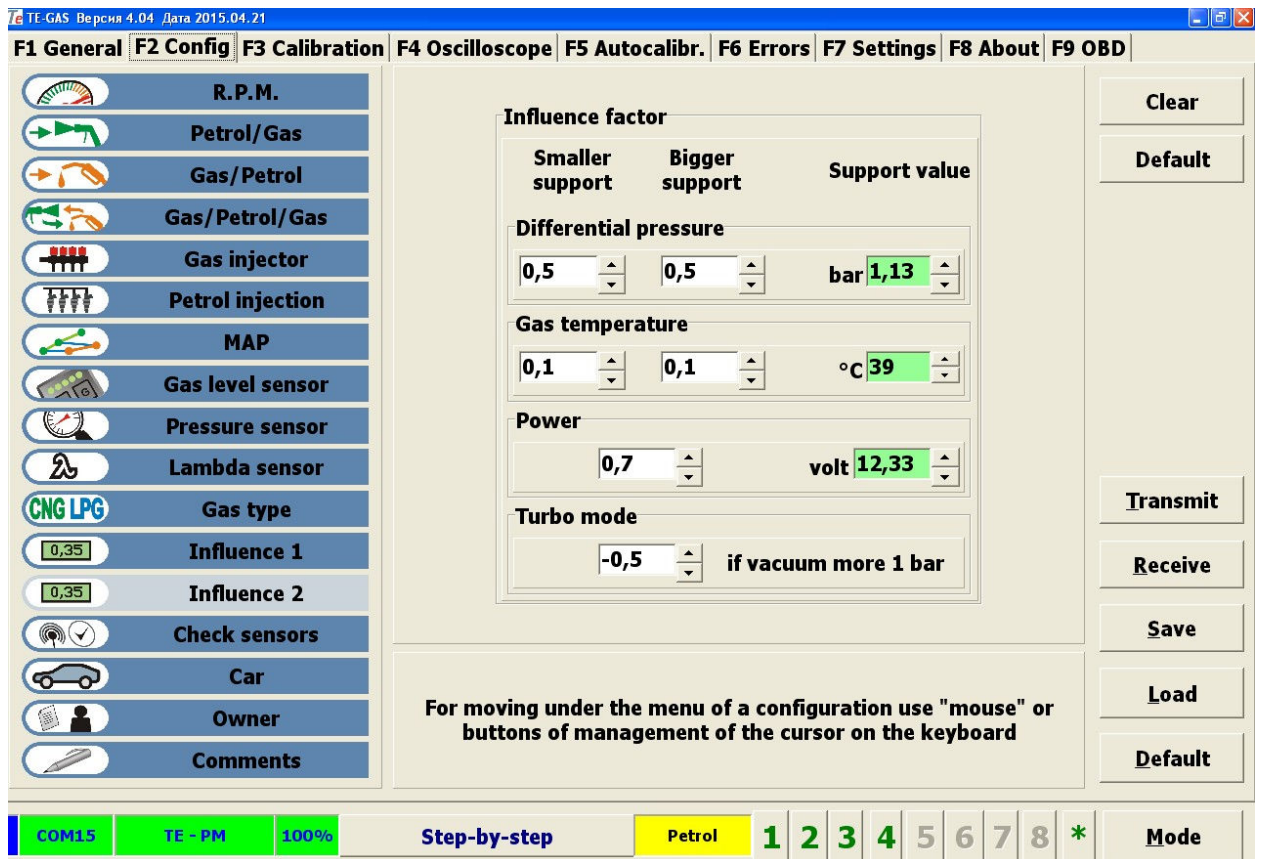 Te TE-GAS Версия 4.04 Дата 2015.04.21
F1 General F2 Config F3 Calibration F4 Oscilloscope F5 Autocalibr. F6 Errors F7 Settings F8 About F9 OBD
R.P.M.
Petrol/Gas
Gas/Petrol
Gas/Petrol/Gas
Gas injector
Petrol injection
MAP
G
Gas level sensor
Pressure sensor
λ Lambda sensor
CNG LPG Gas type
0,35 Influence 1
0,35 Influence 2
Check sensors
Car
Owner
Comments
Influence factor
Smaller
support
Bigger
support
Support value
Differential pressure
0,5 0,5 bar 1,13
Gas temperature
0,1 0,1 °C 39
Power
0,7 volt 12,33
Turbo mode
-0,5 if vacuum more 1 bar
For moving under the menu of a configuration use "mouse" or
buttons of management of the cursor on the keyboard
Clear
Default
Transmit
Receive
Save
Load
Default
COM15 TE - PM 100% Step-by-step Petrol 1 2 3 4 5 6 7 8 * Mode